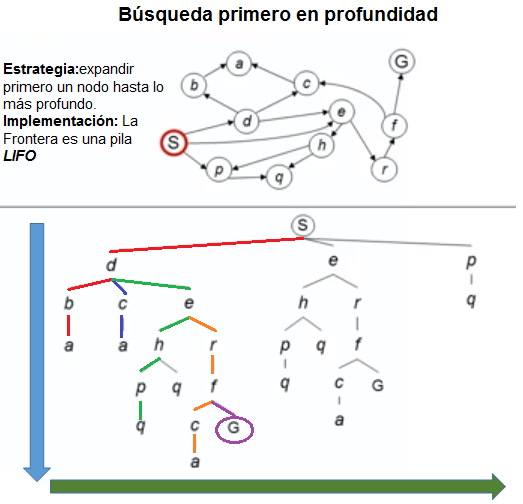 Búsqueda primero en profundidad
Estrategia:expandir
primero un nodo hasta lo
más profundo.
Implementación: La
Frontera es una pila
LIFO
a
G
b
c
d
e
f
S
h
p
q
r
S
d
e
p
b
c
e
h
r
q
a
a
h
r
p
q
f
p
q
f
q
c
G
q
c
G
a
a